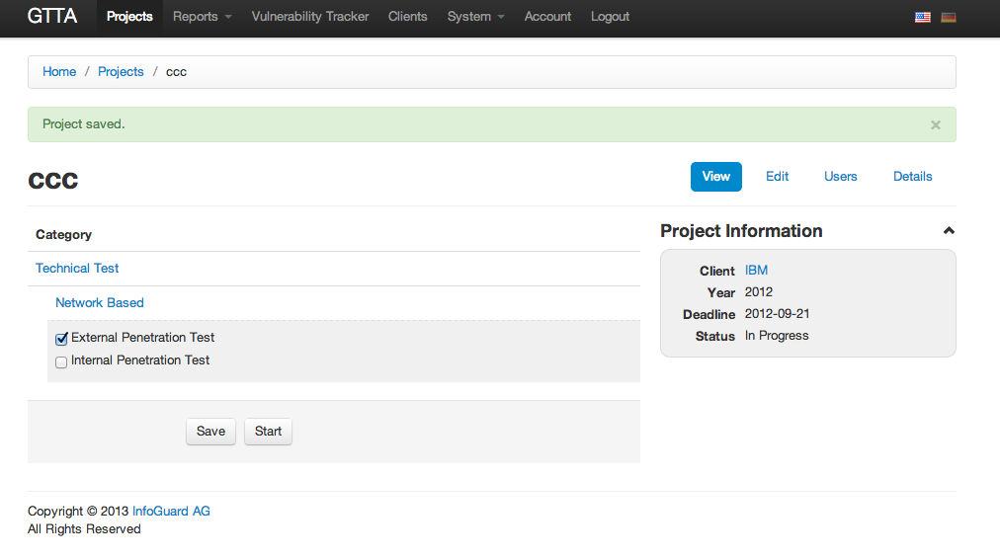 GTTA Projects Reports Vulnerability Tracker Clients System Account Logout
Home / Projects / ccc
Project saved. ×
ccc
View Edit Users Details
Category
Technical Test
Network Based
External Penetration Test
Internal Penetration Test
Save Start
Project Information
Client IBM
Year 2012
Deadline 2012-09-21
Status In Progress
Copyright © 2013 InfoGuard AG
All Rights Reserved